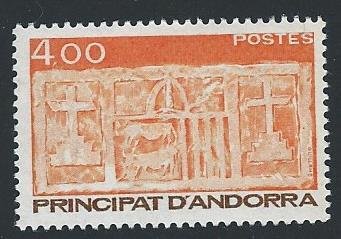 4,00
POSTES
PRINCIPAT D'ANDORRA